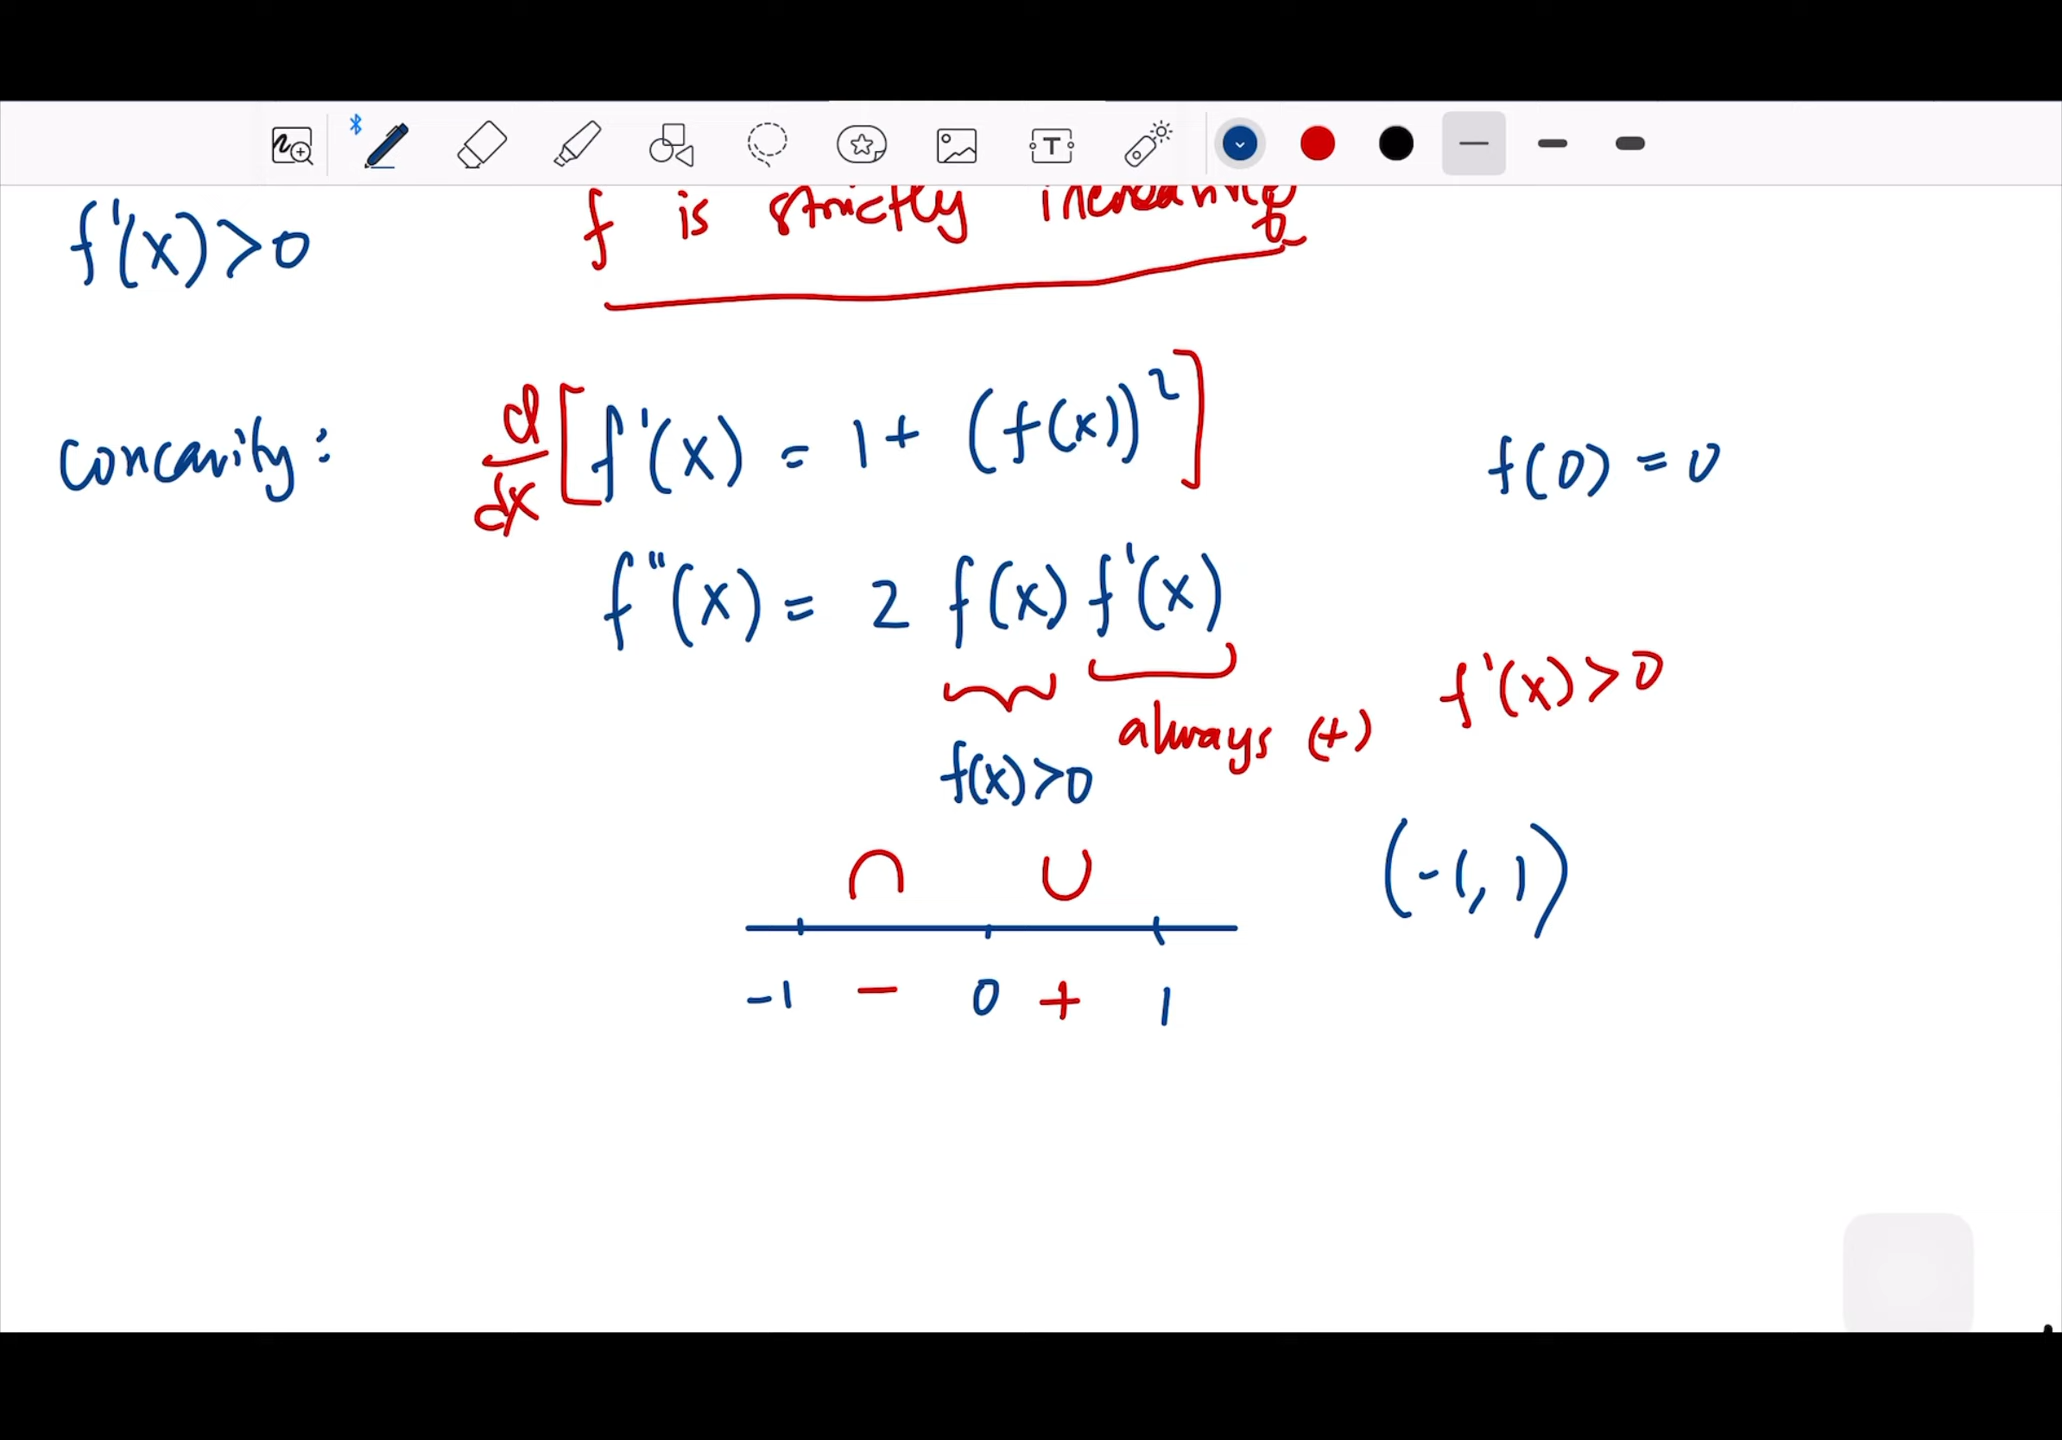 f'(x) > 0
f is strictly increasing
concavity:
d/dx [f'(x) = 1 + (f(x))²]
f(0) = 0
f''(x) = 2 f(x) f'(x)
always (+)
f'(x) > 0
f(x) > 0
∩ ∪
(-1, 1)
-1 − 0 + 1